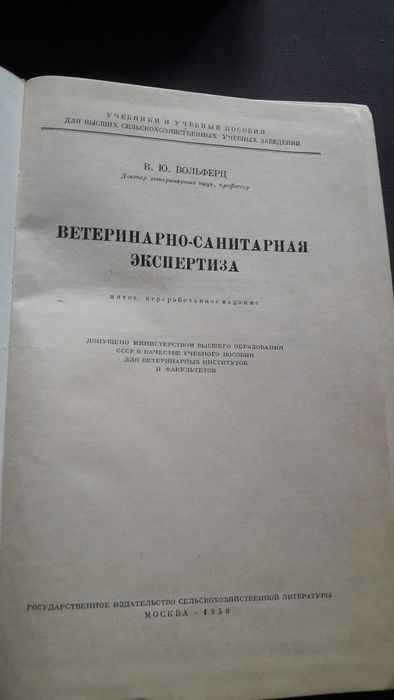 УЧЕБНИКИ И УЧЕБНЫЕ ПОСОБИЯ
ДЛЯ ВЫСШИХ СЕЛЬСКОХОЗЯЙСТВЕННЫХ УЧЕБНЫХ ЗАВЕДЕНИЙ
В. Ю. ВОЛЬФЕРЦ
Доктор ветеринарных наук, профессор
ВЕТЕРИНАРНО-САНИТАРНАЯ
ЭКСПЕРТИЗА
пятое, переработанное издание
ДОПУЩЕНО МИНИСТЕРСТВОМ ВЫСШЕГО ОБРАЗОВАНИЯ
СССР В КАЧЕСТВЕ УЧЕБНОГО ПОСОБИЯ
ДЛЯ ВЕТЕРИНАРНЫХ ИНСТИТУТОВ
И ФАКУЛЬТЕТОВ
ГОСУДАРСТВЕННОЕ ИЗДАТЕЛЬСТВО СЕЛЬСКОХОЗЯЙСТВЕННОЙ ЛИТЕРАТУРЫ
МОСКВА - 1950